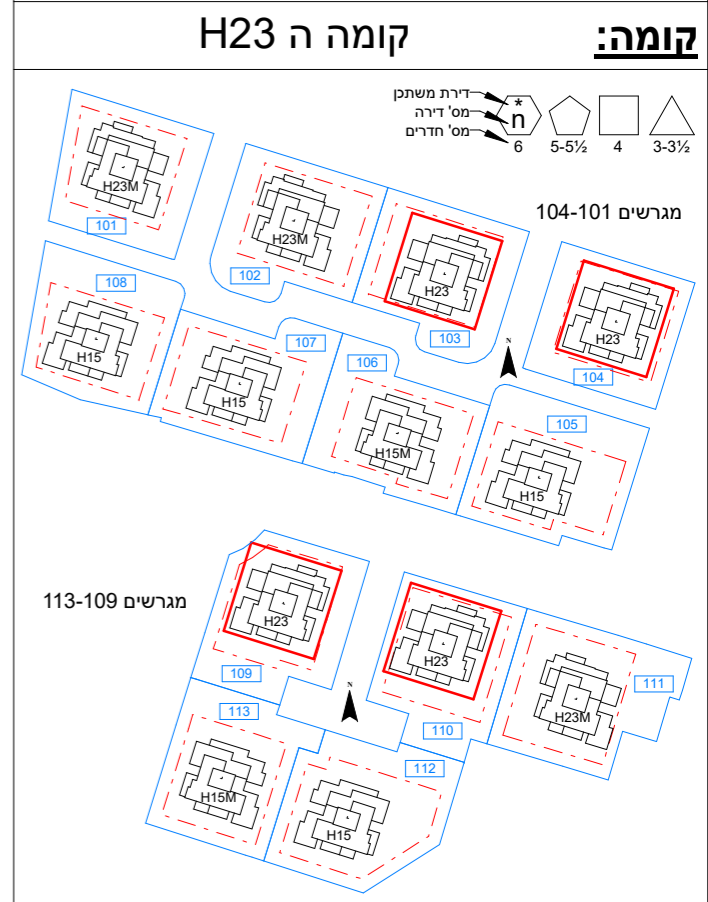 קומה: קומה ה H23
דירת משתכן
מס' דירה
מס' חדרים
*
n
6 5-5½ 4 3-3½
מגרשים 104-101
H23M
101
H23M
102
H23
103
H23
104
108
H15
107
H15
106
H15M
105
H15
N
מגרשים 113-109
H23
109
H23
110
H23M
111
N
113
H15M
112
H15